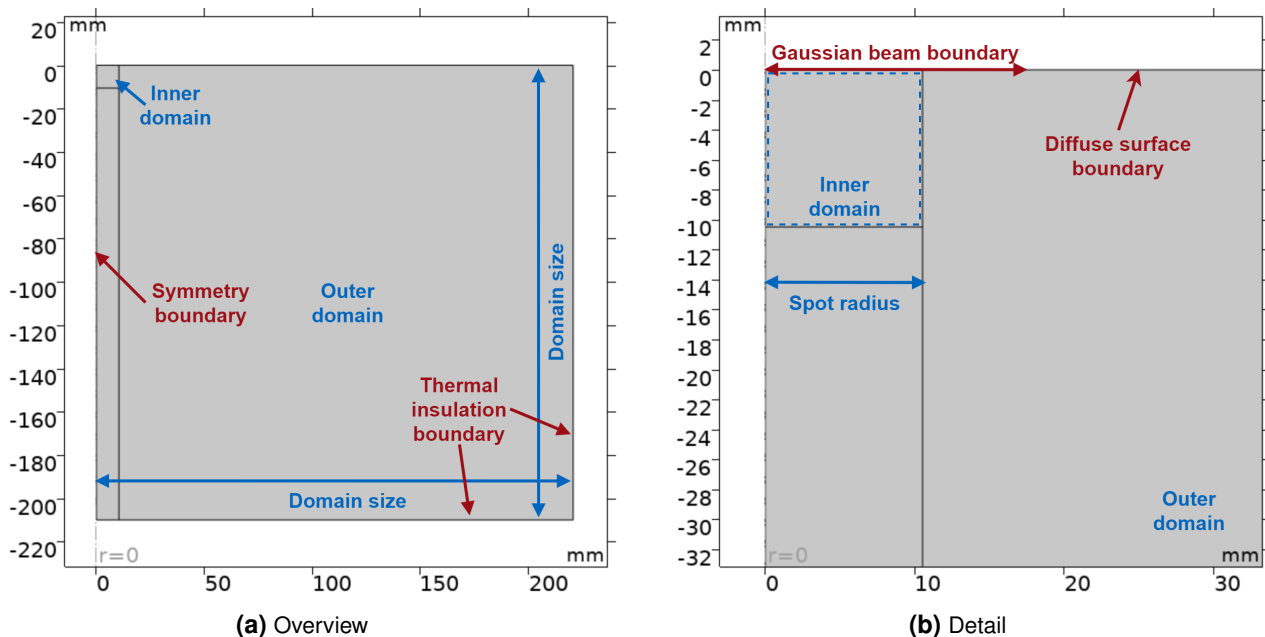 mm
20
0
-20
-40
-60
-80
-100
-120
-140
-160
-180
-200
-220
Inner
domain
Symmetry
boundary
Outer
domain
Domain size
Thermal
insulation
boundary
Domain size
r=0
mm
0
50
100
150
200
(a) Overview
mm
2
0
-2
-4
-6
-8
-10
-12
-14
-16
-18
-20
-22
-24
-26
-28
-30
-32
Gaussian beam boundary
Diffuse surface
boundary
Inner
domain
Spot radius
Outer
domain
r=0
mm
0
10
20
30
(b) Detail